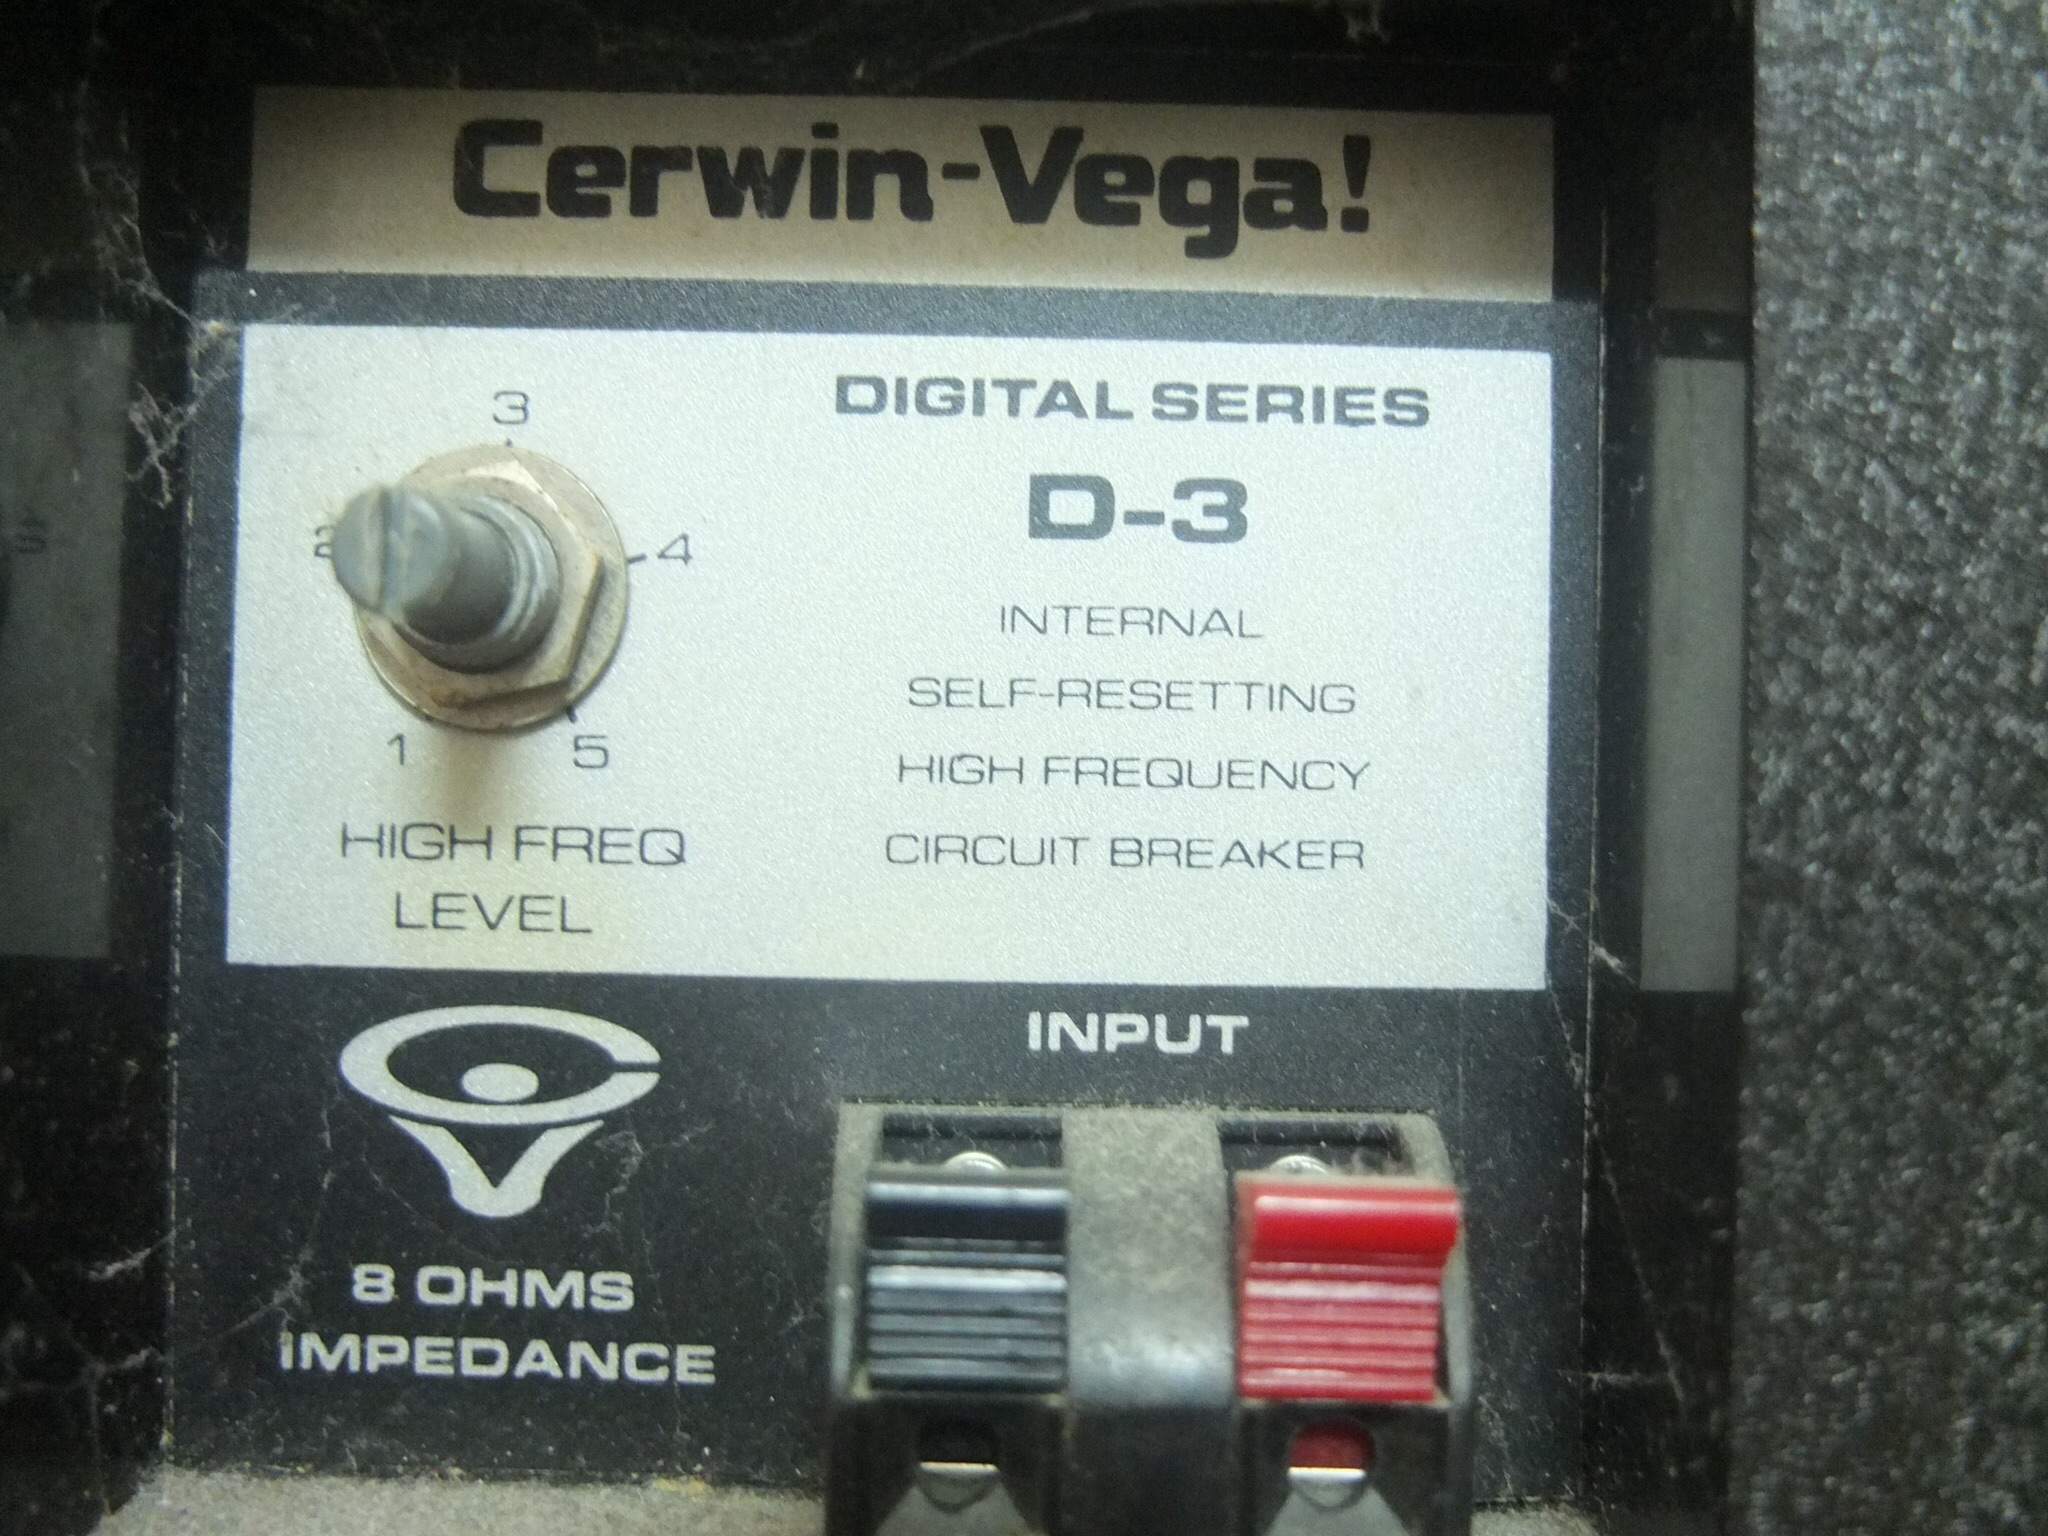 Cerwin-Vega!
DIGITAL SERIES
D-3
INTERNAL
SELF-RESETTING
HIGH FREQUENCY
CIRCUIT BREAKER
3
2
4
1
5
HIGH FREQ
LEVEL
INPUT
8 OHMS
IMPEDANCE